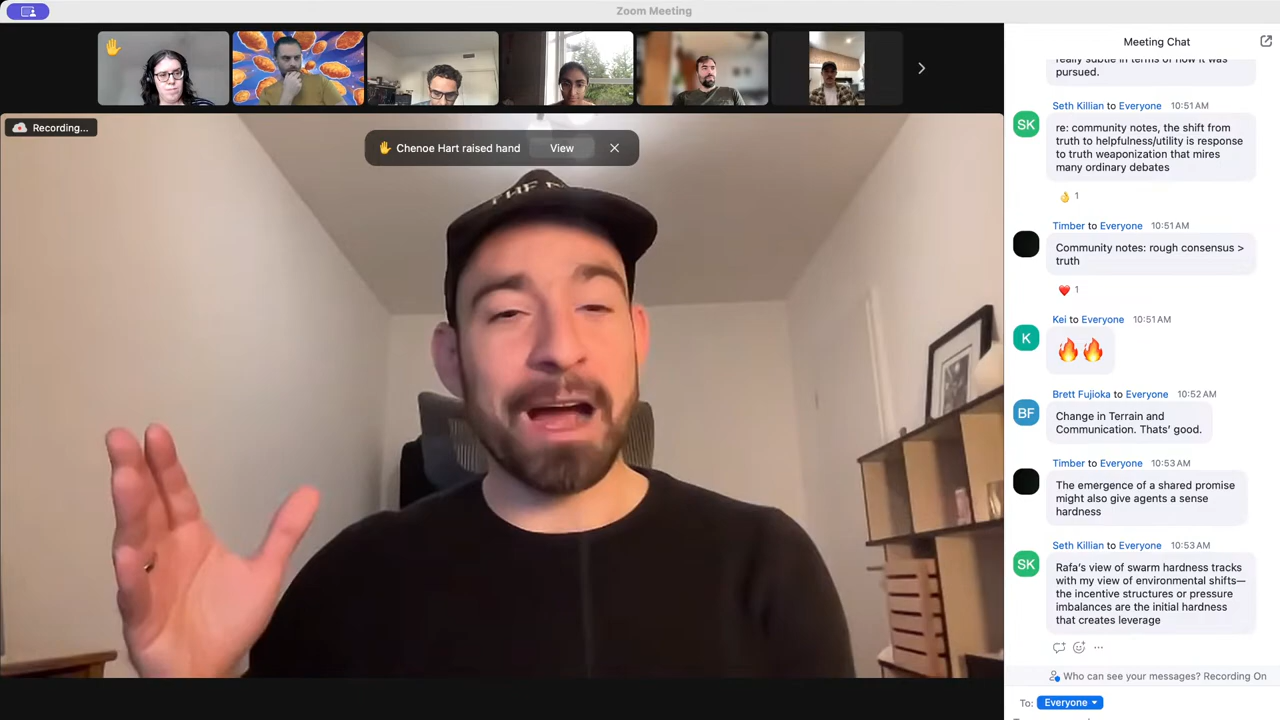 Zoom Meeting
Recording...
Chenoe Hart raised hand
View
Meeting Chat
really subtle in terms of how it was
pursued.
Seth Killian to Everyone 10:51 AM
SK
re: community notes, the shift from
truth to helpfulness/utility is response
to truth weaponization that mires
many ordinary debates
1
Timber to Everyone 10:51 AM
Community notes: rough consensus >
truth
1
Kei to Everyone 10:51 AM
K
Brett Fujioka to Everyone 10:52 AM
BF
Change in Terrain and
Communication. Thats' good.
Timber to Everyone 10:53 AM
The emergence of a shared promise
might also give agents a sense
hardness
Seth Killian to Everyone 10:53 AM
SK
Rafa's view of swarm hardness tracks
with my view of environmental shifts—
the incentive structures or pressure
imbalances are the initial hardness
that creates leverage
Who can see your messages? Recording On
To: Everyone